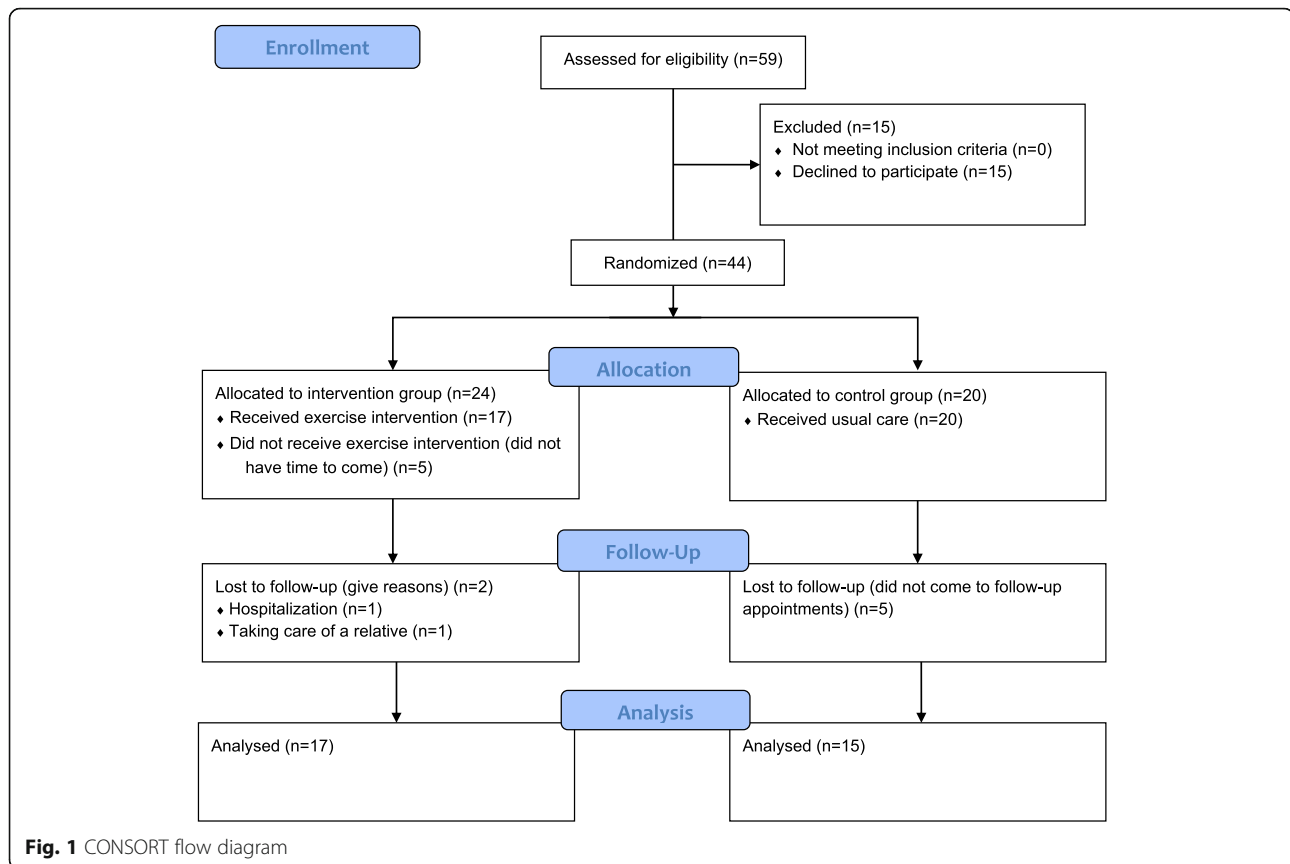 Enrollment
Assessed for eligibility (n=59)
Excluded (n=15)
♦ Not meeting inclusion criteria (n=0)
♦ Declined to participate (n=15)
Randomized (n=44)
Allocation
Allocated to intervention group (n=24)
♦ Received exercise intervention (n=17)
♦ Did not receive exercise intervention (did not
have time to come) (n=5)
Allocated to control group (n=20)
♦ Received usual care (n=20)
Follow-Up
Lost to follow-up (give reasons) (n=2)
♦ Hospitalization (n=1)
♦ Taking care of a relative (n=1)
Lost to follow-up (did not come to follow-up
appointments) (n=5)
Analysis
Analysed (n=17)
Analysed (n=15)
Fig. 1 CONSORT flow diagram